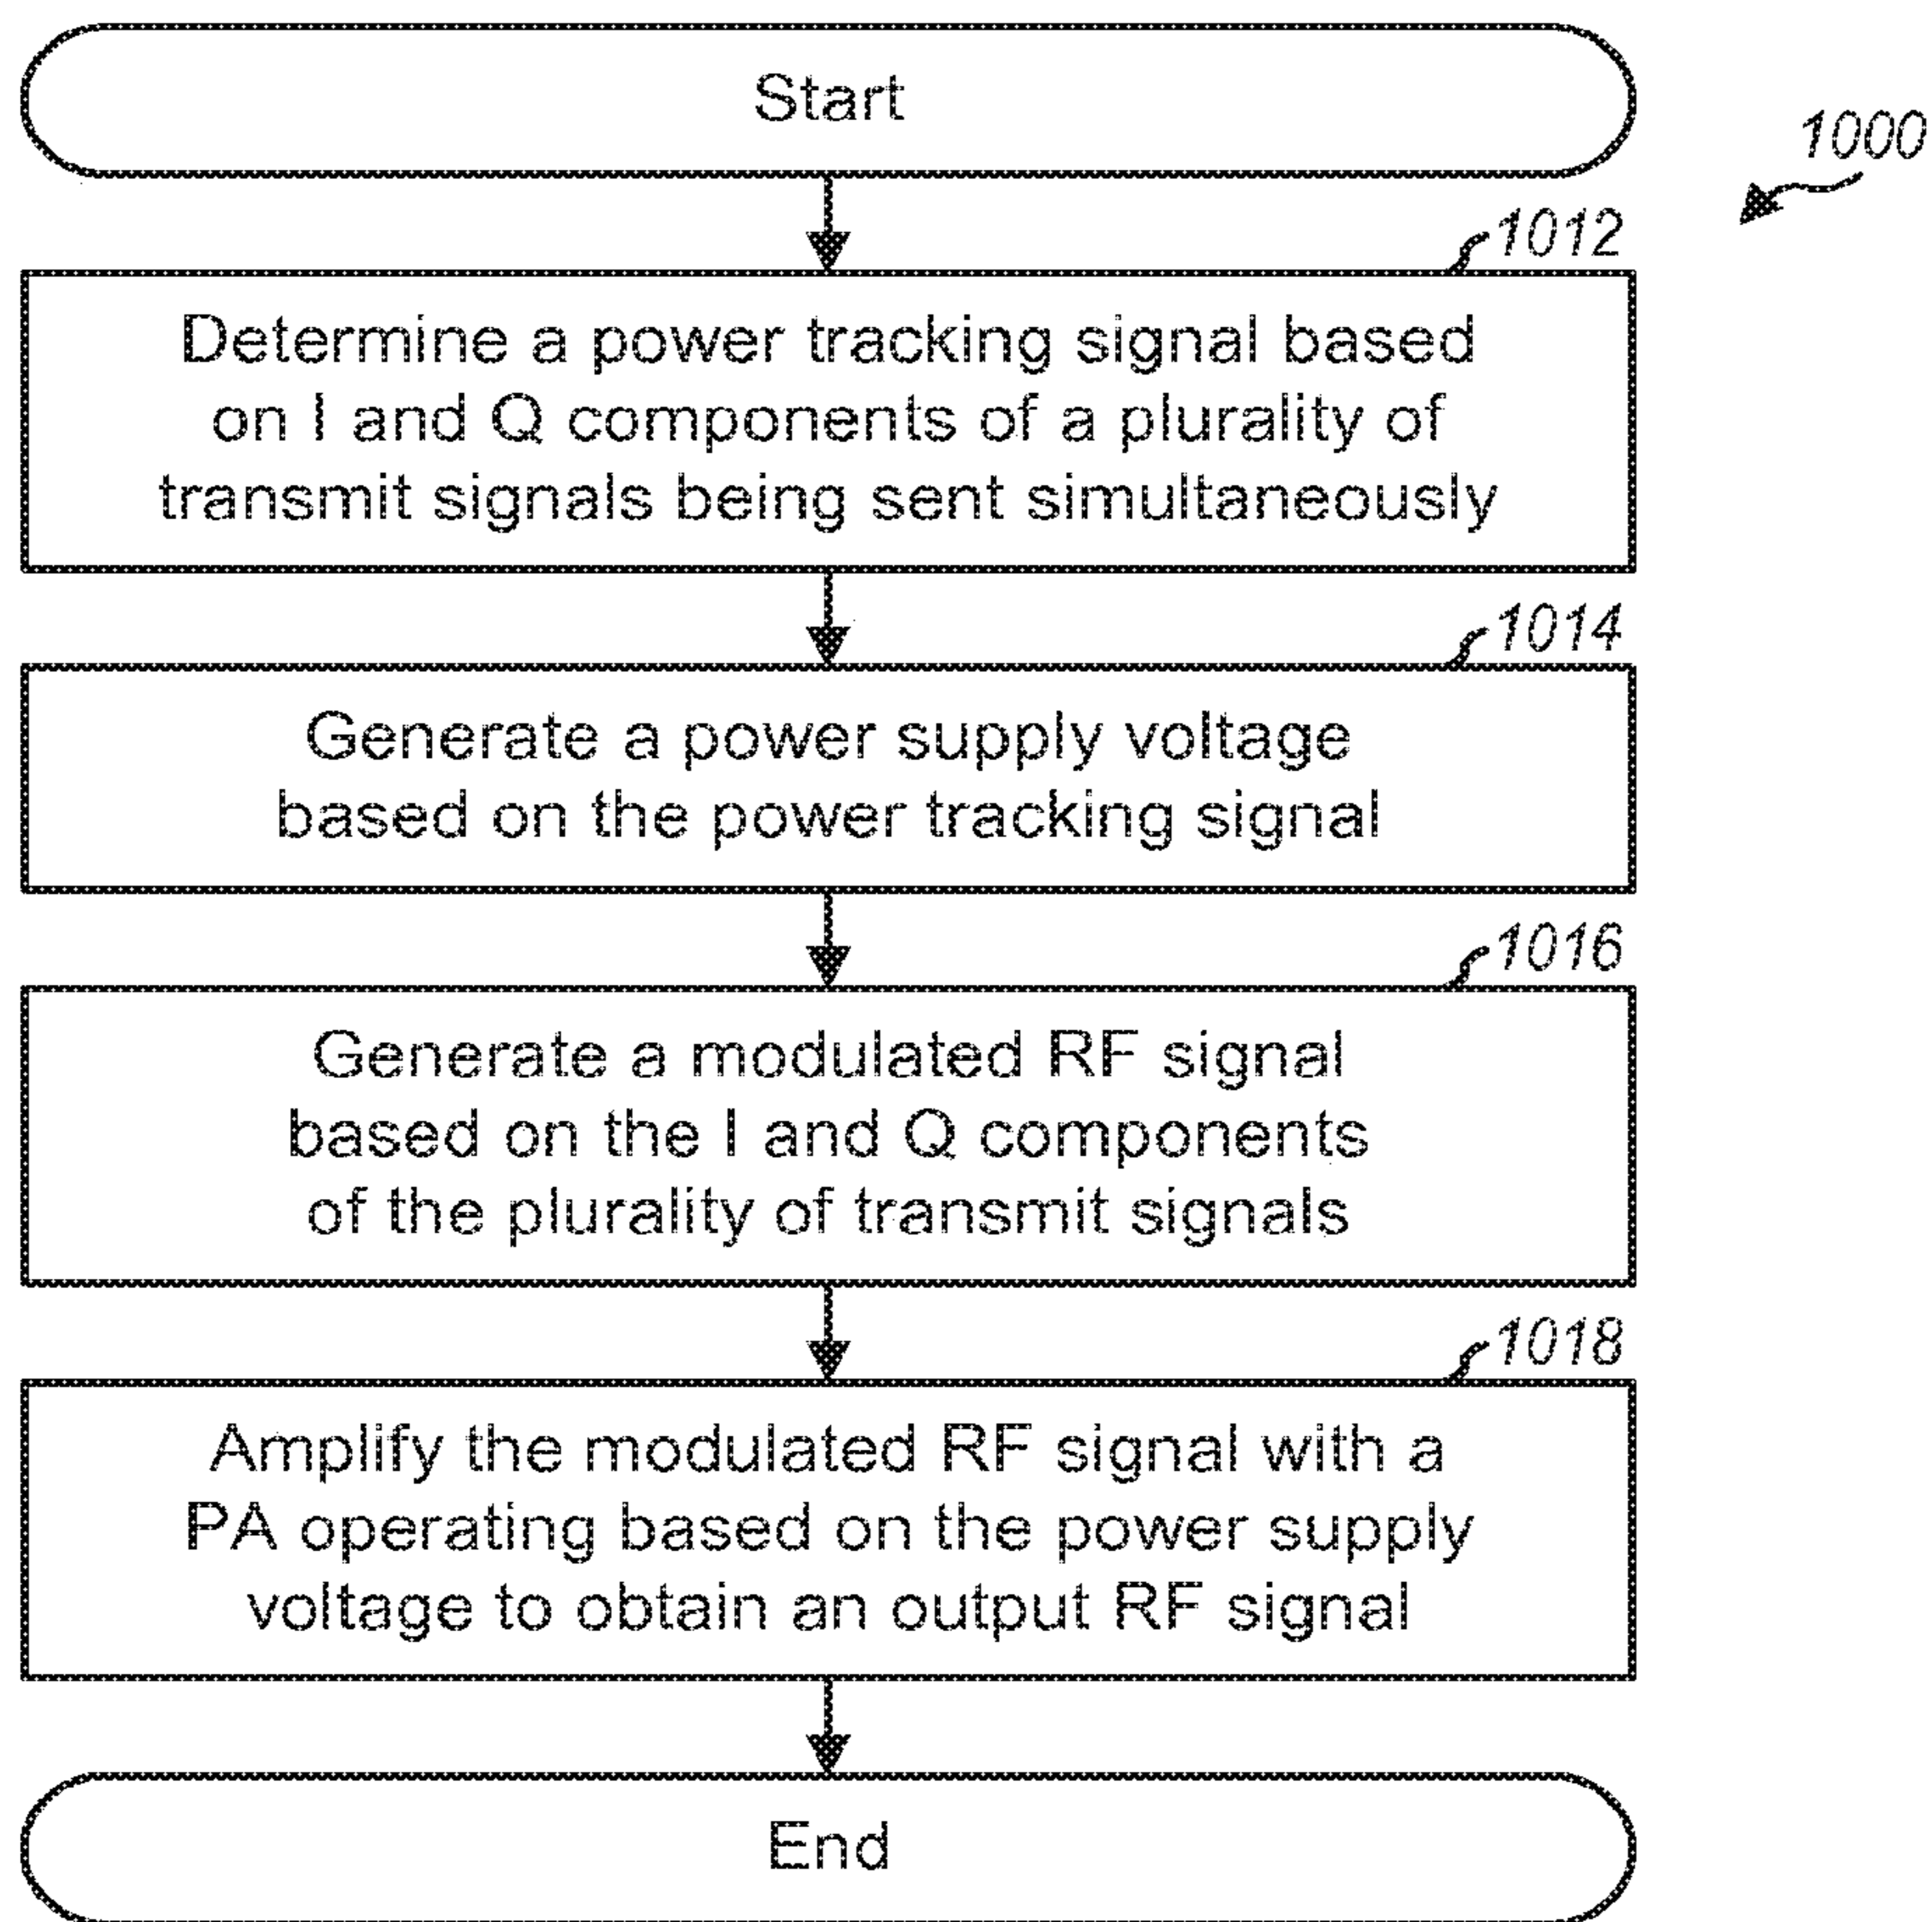 Start
1000
1012
Determine a power tracking signal based
on I and Q components of a plurality of
transmit signals being sent simultaneously
1014
Generate a power supply voltage
based on the power tracking signal
1016
Generate a modulated RF signal
based on the I and Q components
of the plurality of transmit signals
1018
Amplify the modulated RF signal with a
PA operating based on the power supply
voltage to obtain an output RF signal
End